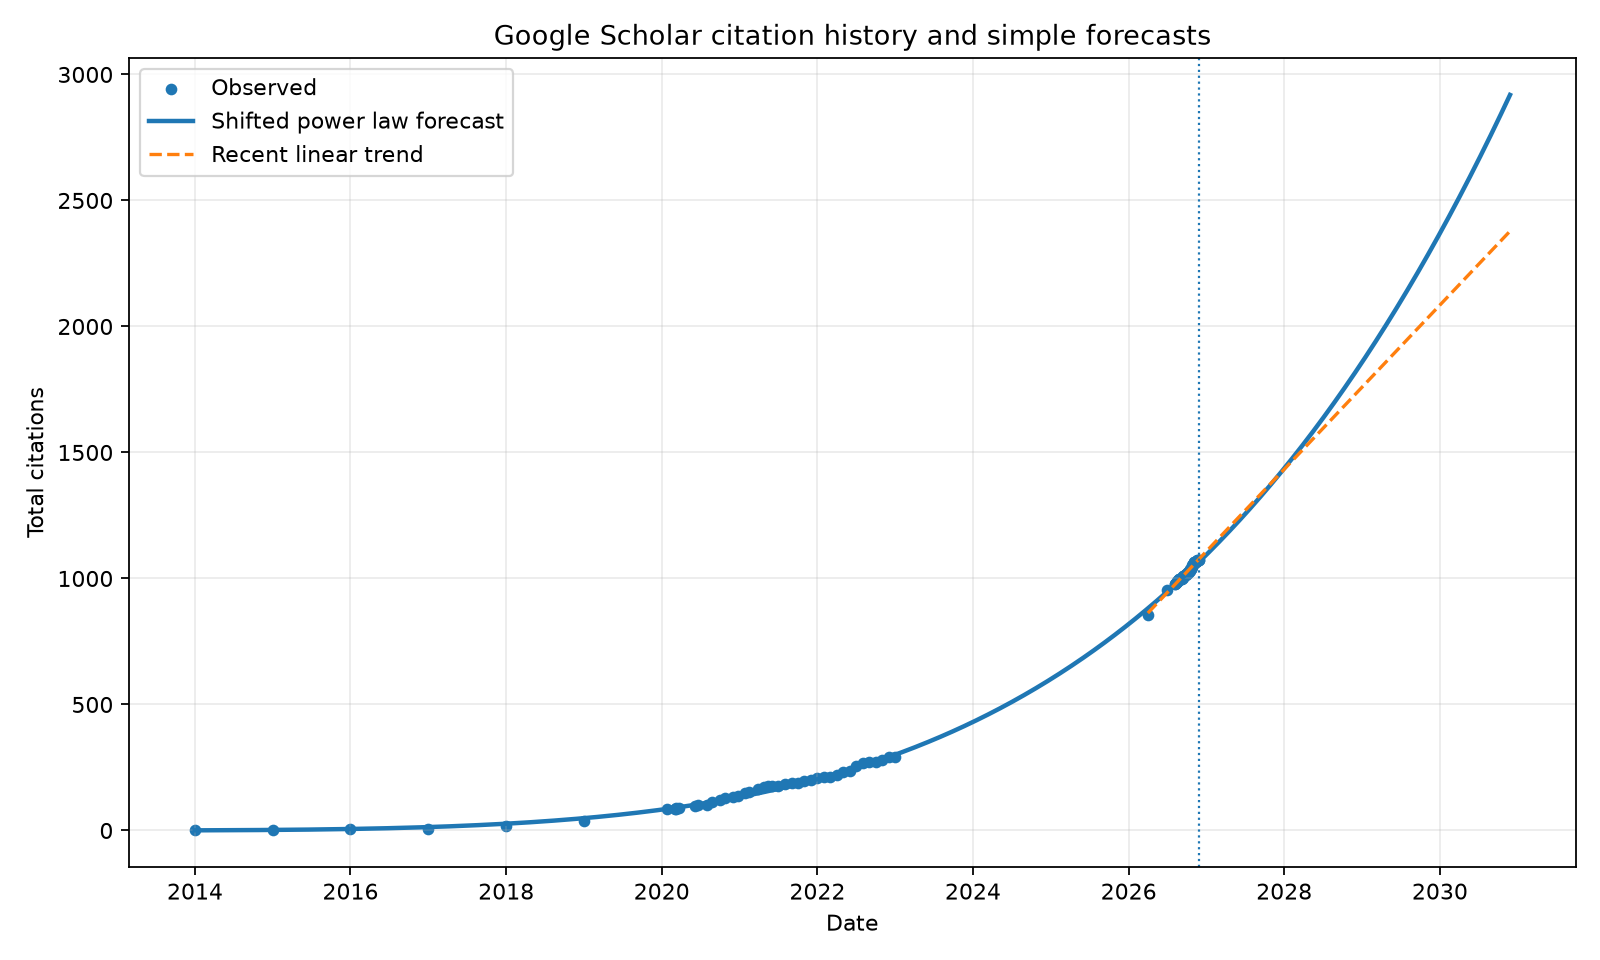 Google Scholar citation history and simple forecasts
Observed
Shifted power law forecast
Recent linear trend
3000
2500
2000
1500
1000
500
0
Total citations
2014 2016 2018 2020 2022 2024 2026 2028 2030
Date